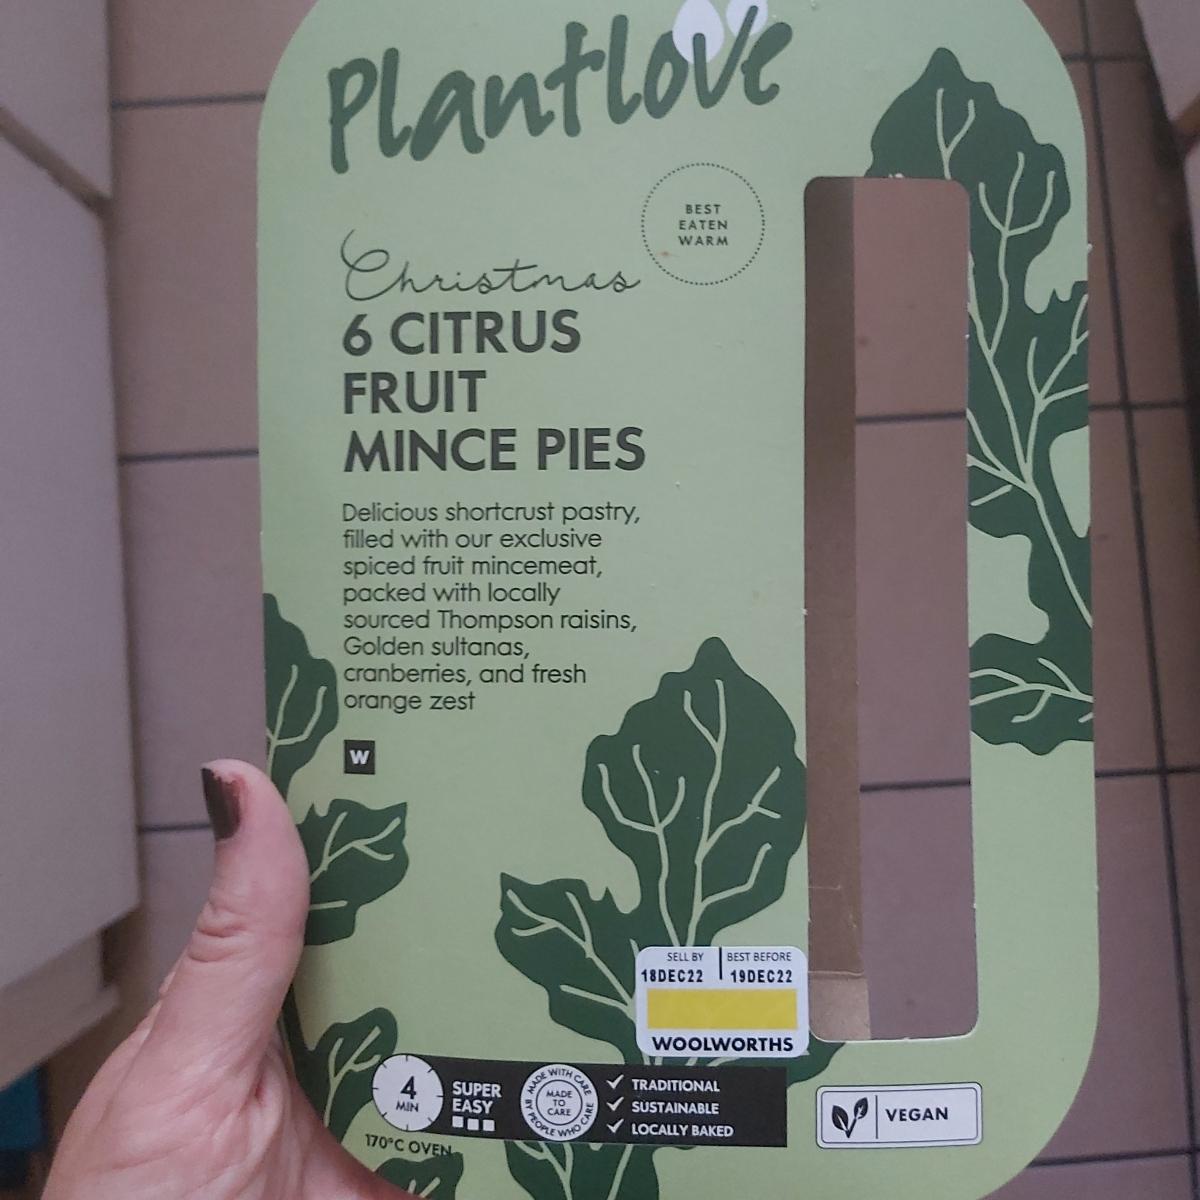 Plantlove
BEST
EATEN
WARM
Christmas
6 CITRUS
FRUIT
MINCE PIES
Delicious shortcrust pastry,
filled with our exclusive
spiced fruit mincemeat,
packed with locally
sourced Thompson raisins,
Golden sultanas,
cranberries, and fresh
orange zest
W
SELL BY | BEST BEFORE
18DEC22 | 19DEC22
WOOLWORTHS
4
MIN
SUPER
EASY
MADE WITH CARE
BY PEOPLE WHO CARE
MADE
TO
CARE
TRADITIONAL
SUSTAINABLE
LOCALLY BAKED
VEGAN
170°C OVEN